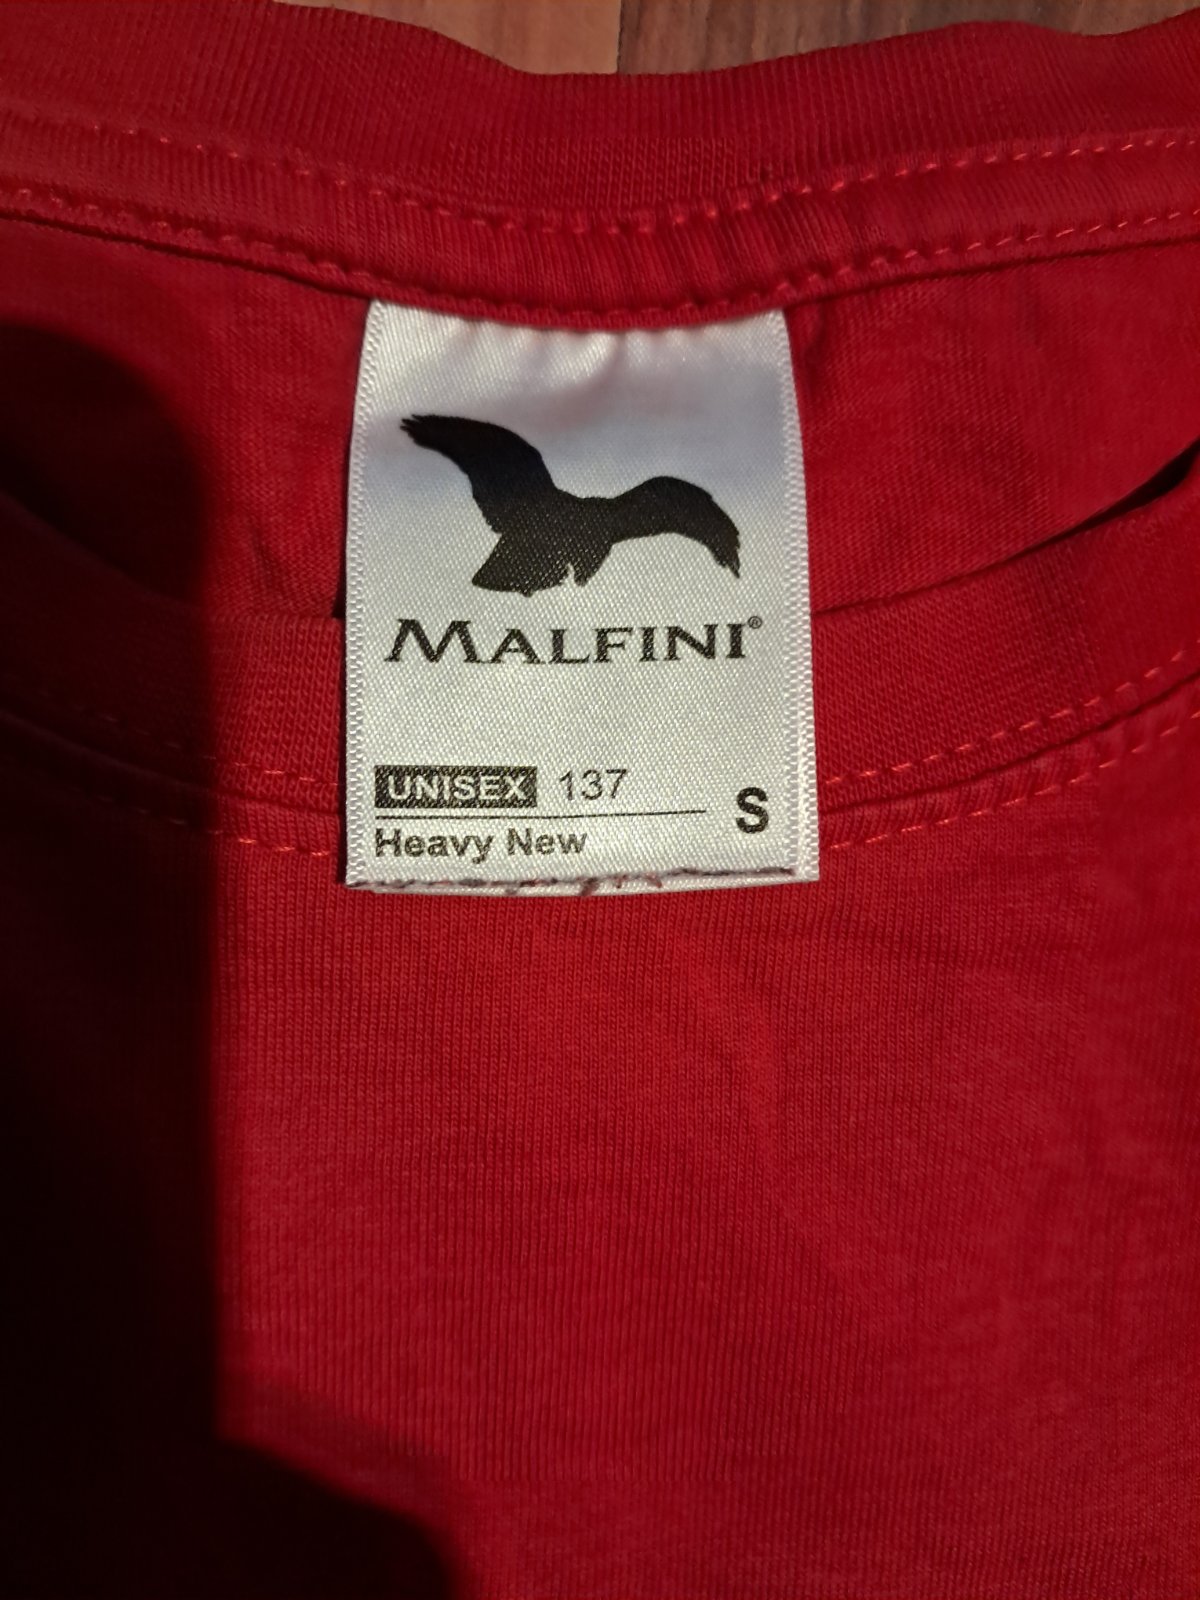 MALFINI®
UNISEX 137
Heavy New
S